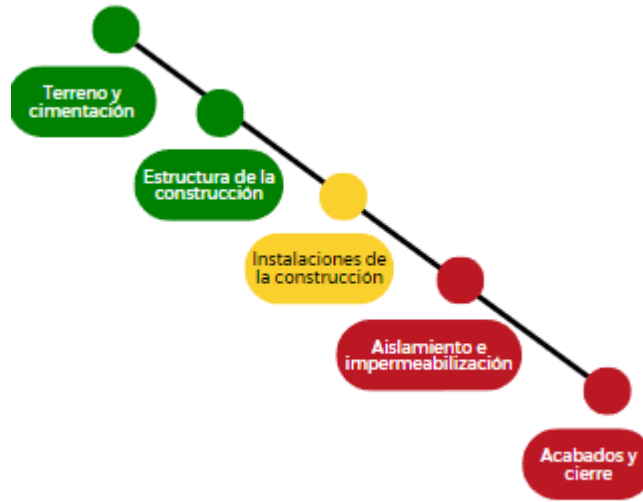 Terreno y
cimentación
Estructura de la
construcción
Instalaciones de
la construcción
Aislamiento e
impermeabilización
Acabados y
cierre